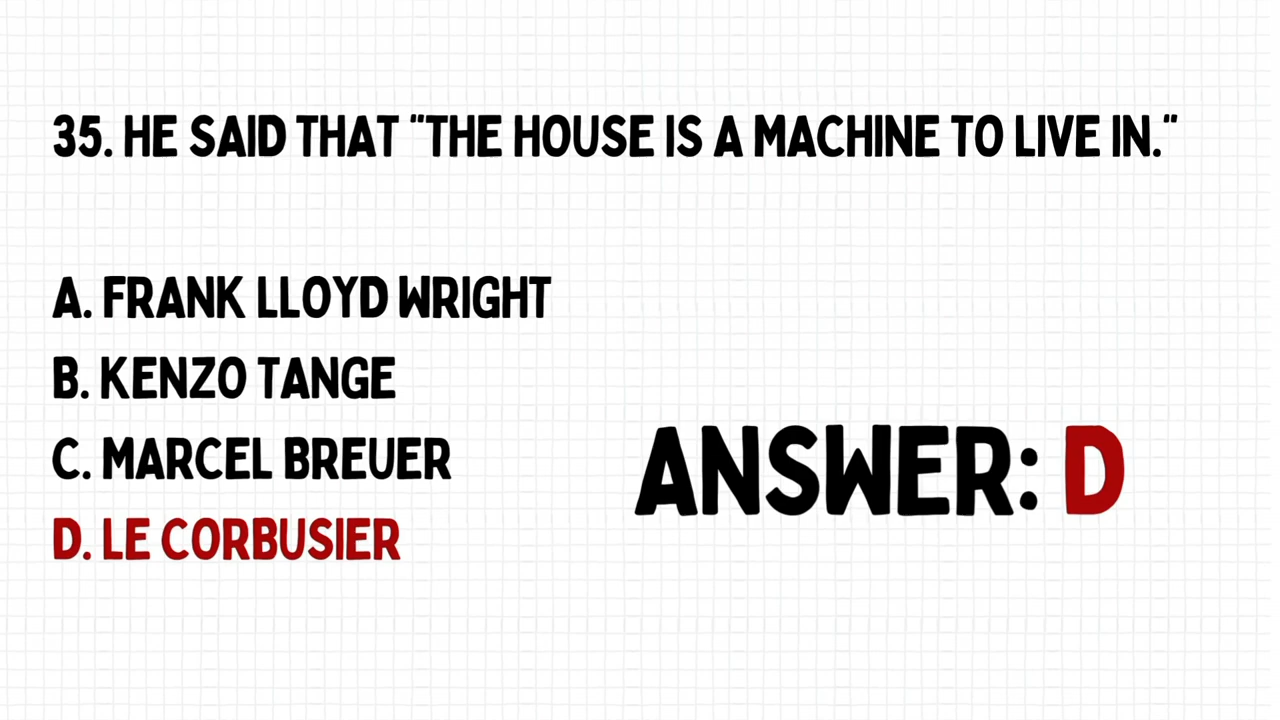 35. HE SAID THAT "THE HOUSE IS A MACHINE TO LIVE IN."
A. FRANK LLOYD WRIGHT
B. KENZO TANGE
C. MARCEL BREUER
D. LE CORBUSIER
ANSWER: D